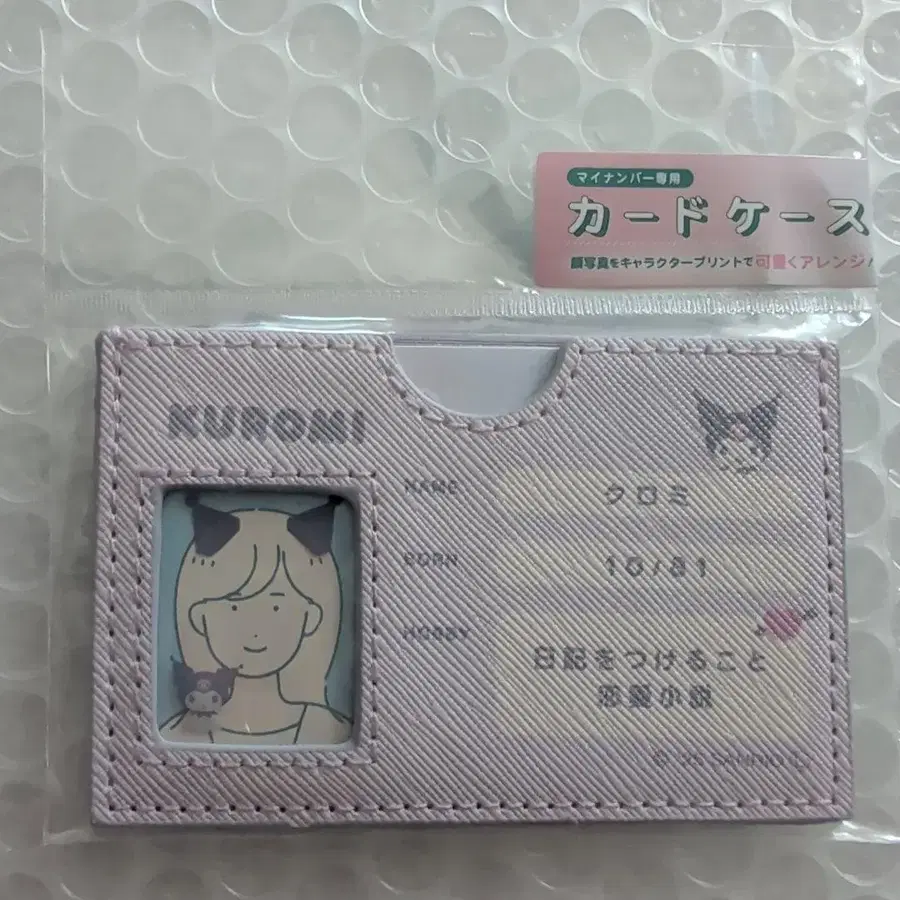 マイナンバー専用
カードケース
顔写真をキャラクタープリントで可愛くアレンジ!
KUROMI
NAME
クロミ
BORN
10/31
HOBBY
日記をつけること
恋愛小説
© '25 SANRIO